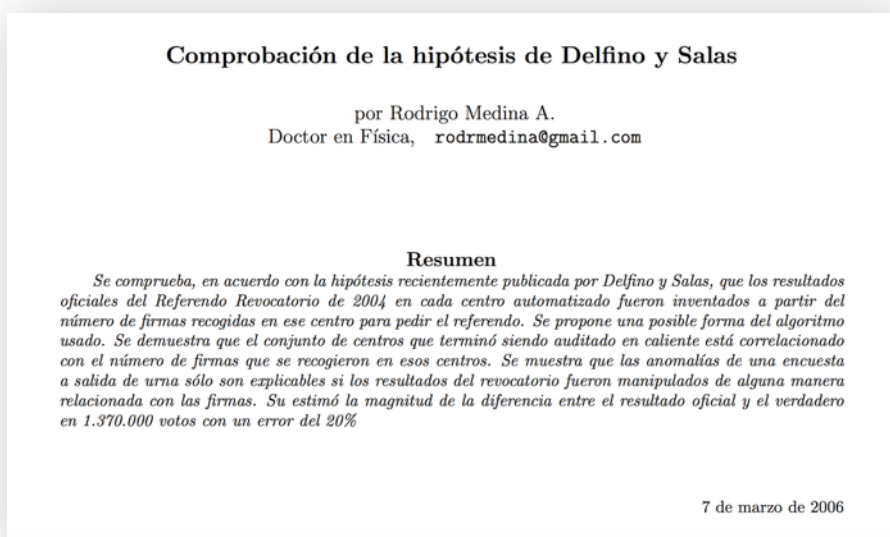 Comprobación de la hipótesis de Delfino y Salas
por Rodrigo Medina A.
Doctor en Física, rodrmedina@gmail.com
Resumen
Se comprueba, en acuerdo con la hipótesis recientemente publicada por Delfino y Salas, que los resultados
oficiales del Referendo Revocatorio de 2004 en cada centro automatizado fueron inventados a partir del
número de firmas recogidas en ese centro para pedir el referendo. Se propone una posible forma del algoritmo
usado. Se demuestra que el conjunto de centros que terminó siendo auditado en caliente está correlacionado
con el número de firmas que se recogieron en esos centros. Se muestra que las anomalías de una encuesta
a salida de urna sólo son explicables si los resultados del revocatorio fueron manipulados de alguna manera
relacionada con las firmas. Su estimó la magnitud de la diferencia entre el resultado oficial y el verdadero
en 1.370.000 votos con un error del 20%
7 de marzo de 2006